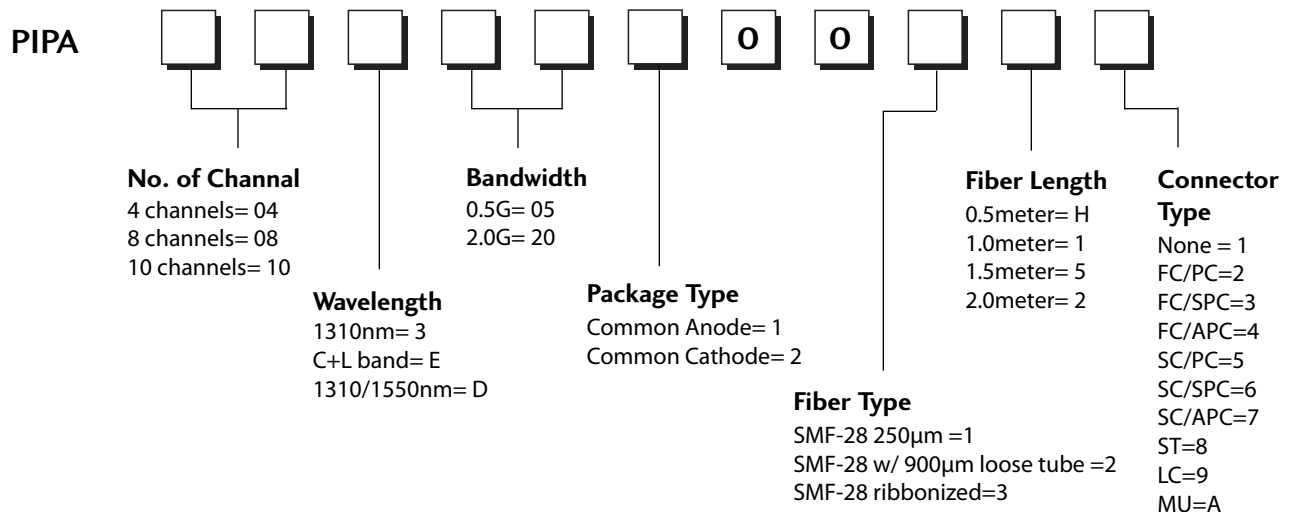 PIPA 0 0
No. of Channal
4 channels= 04
8 channels= 08
10 channels= 10
Wavelength
1310nm= 3
C+L band= E
1310/1550nm= D
Bandwidth
0.5G= 05
2.0G= 20
Package Type
Common Anode= 1
Common Cathode= 2
Fiber Type
SMF-28 250µm =1
SMF-28 w/ 900µm loose tube =2
SMF-28 ribbonized=3
Fiber Length
0.5meter= H
1.0meter= 1
1.5meter= 5
2.0meter= 2
Connector
Type
None = 1
FC/PC=2
FC/SPC=3
FC/APC=4
SC/PC=5
SC/SPC=6
SC/APC=7
ST=8
LC=9
MU=A